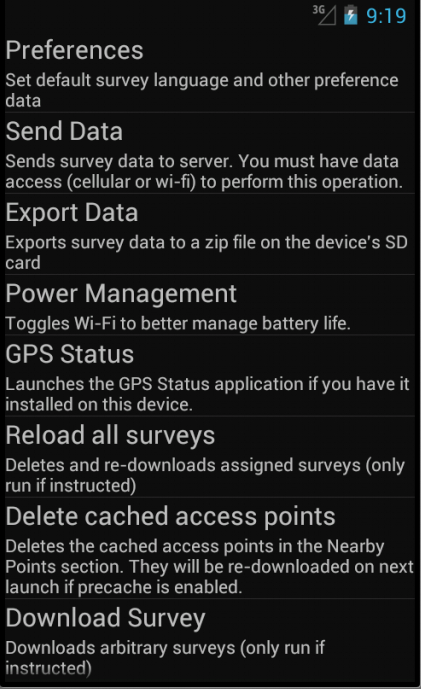 3G 9:19
Preferences
Set default survey language and other preference
data
Send Data
Sends survey data to server. You must have data
access (cellular or wi-fi) to perform this operation.
Export Data
Exports survey data to a zip file on the device's SD
card
Power Management
Toggles Wi-Fi to better manage battery life.
GPS Status
Launches the GPS Status application if you have it
installed on this device.
Reload all surveys
Deletes and re-downloads assigned surveys (only
run if instructed)
Delete cached access points
Deletes the cached access points in the Nearby
Points section. They will be re-downloaded on next
launch if precache is enabled.
Download Survey
Downloads arbitrary surveys (only run if
instructed)